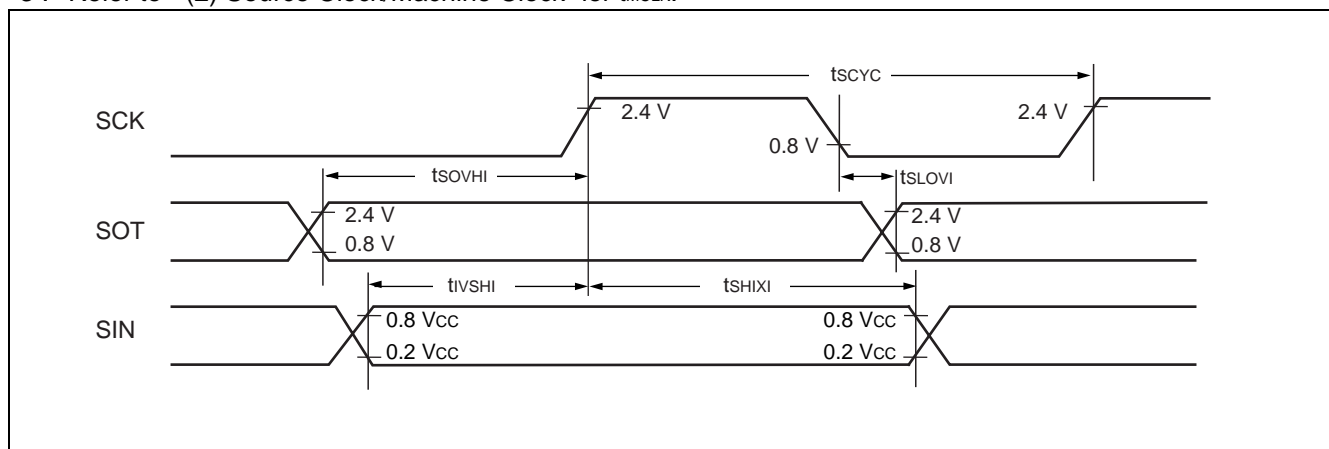 tSCYC
SCK
2.4 V
2.4 V
0.8 V
tSOVHI
tSLOVI
SOT
2.4 V
2.4 V
0.8 V
0.8 V
tIVSHI
tSHIXI
SIN
0.8 VCC
0.8 VCC
0.2 VCC
0.2 VCC